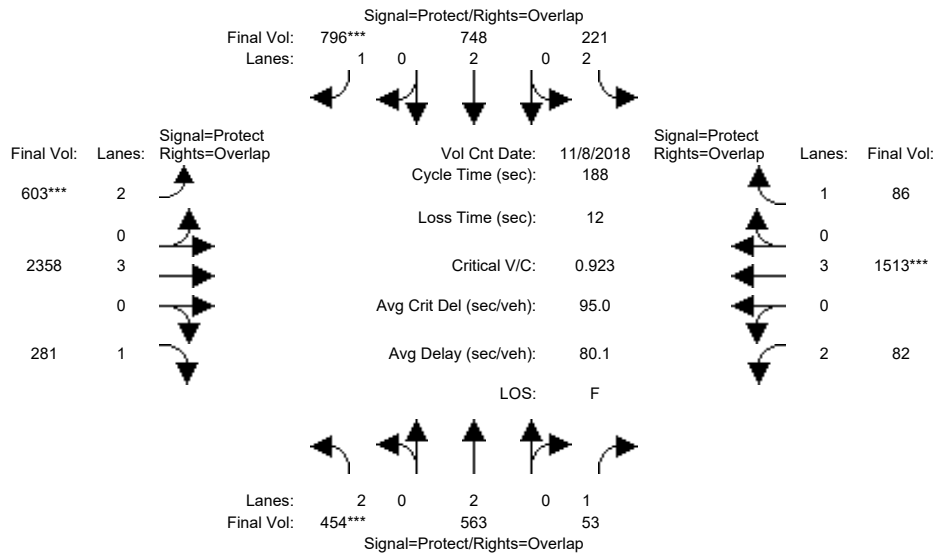 Signal=Protect/Rights=Overlap
Final Vol: 796*** 748 221
Lanes: 1 0 2 0 2
Signal=Protect Signal=Protect
Final Vol: Lanes: Rights=Overlap Vol Cnt Date: 11/8/2018 Rights=Overlap Lanes: Final Vol:
Cycle Time (sec): 188
603*** 2 1 86
Loss Time (sec): 12
0 0
2358 3 Critical V/C: 0.923 3 1513***
0 Avg Crit Del (sec/veh): 95.0 0
281 1 Avg Delay (sec/veh): 80.1 2 82
LOS: F
Lanes: 2 0 2 0 1
Final Vol: 454*** 563 53
Signal=Protect/Rights=Overlap